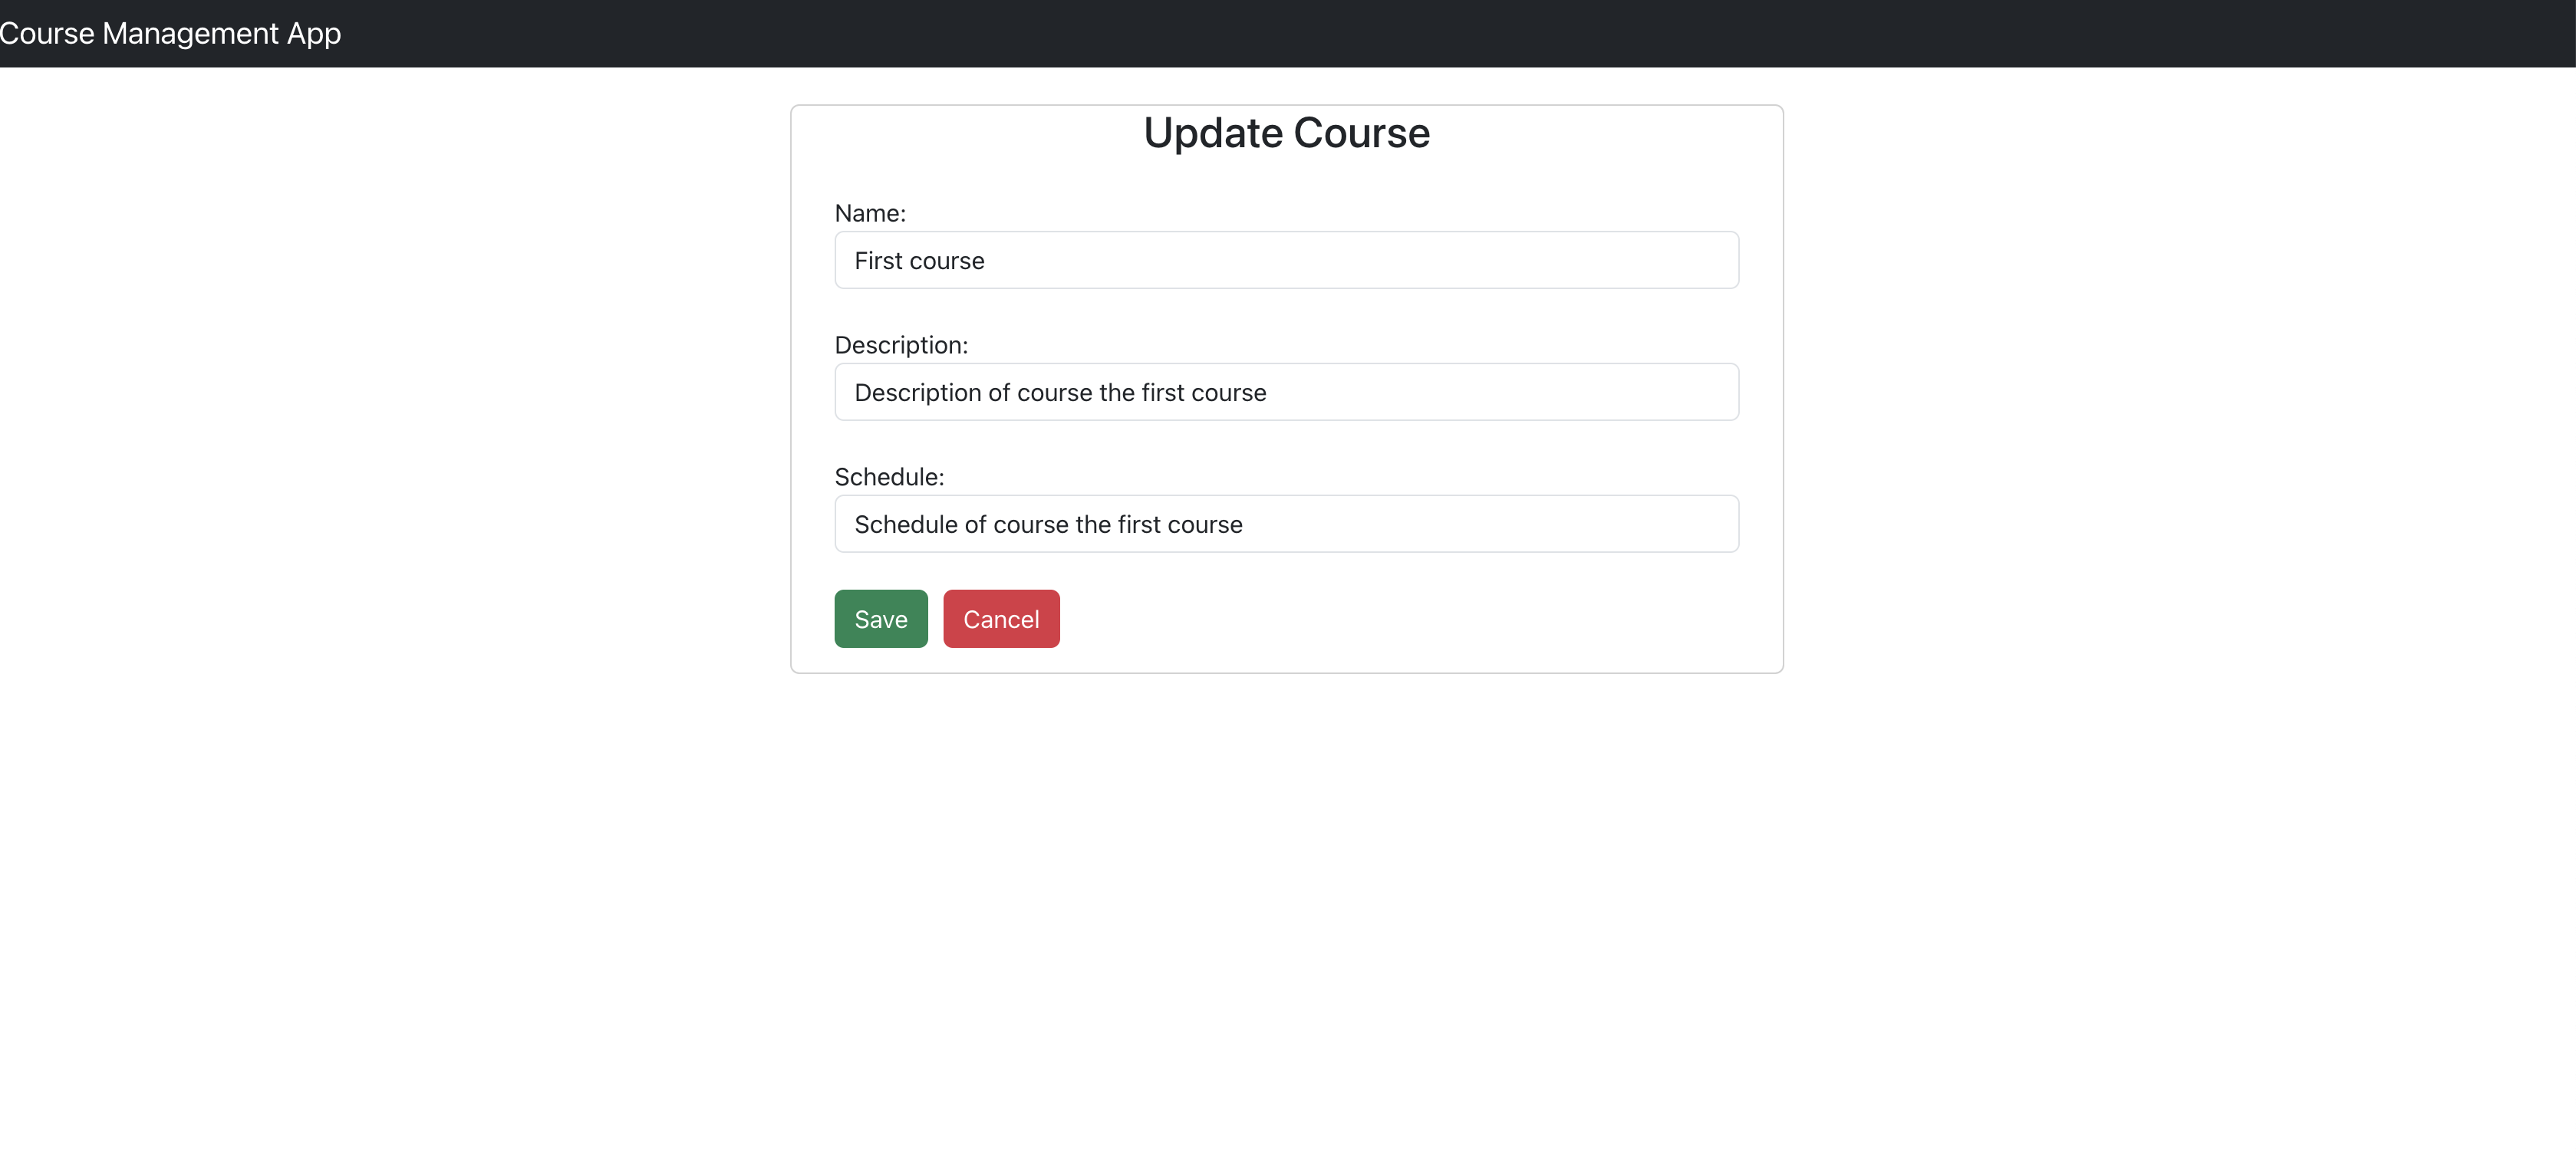 Course Management App
Update Course
Name:
First course
Description:
Description of course the first course
Schedule:
Schedule of course the first course
Save Cancel